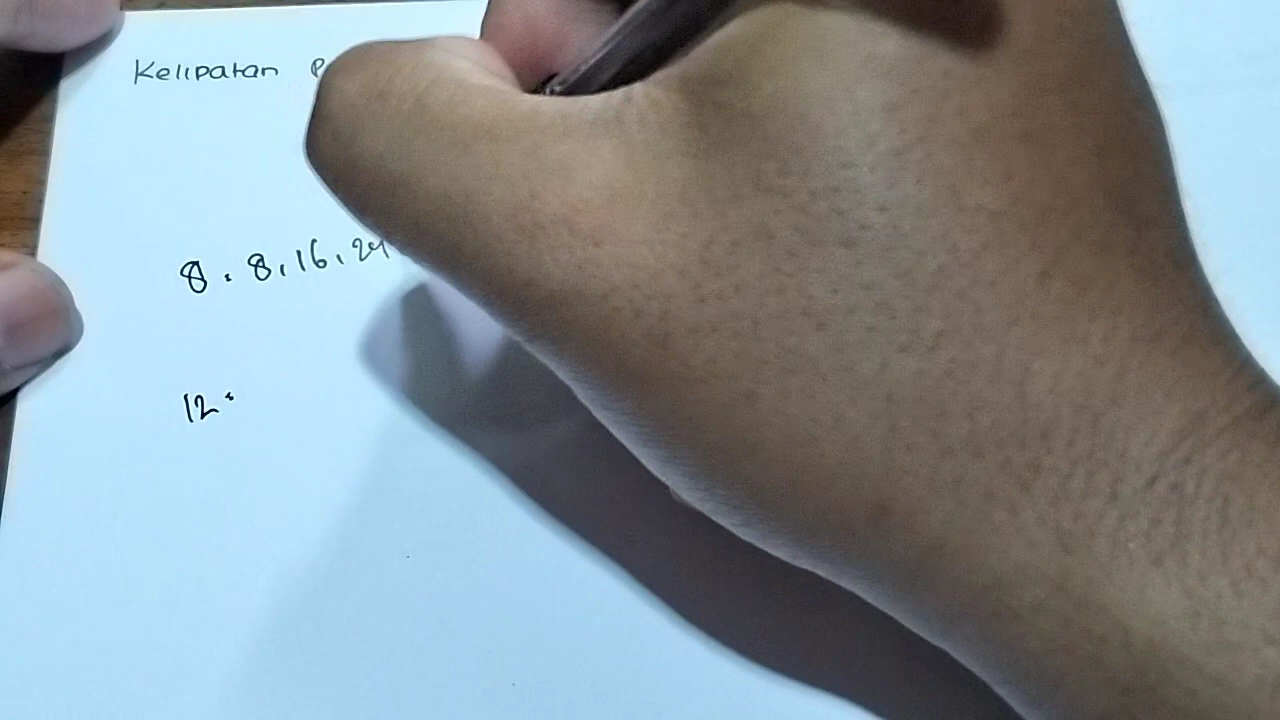 Kelipatan
8 : 8, 16, 24
12 :